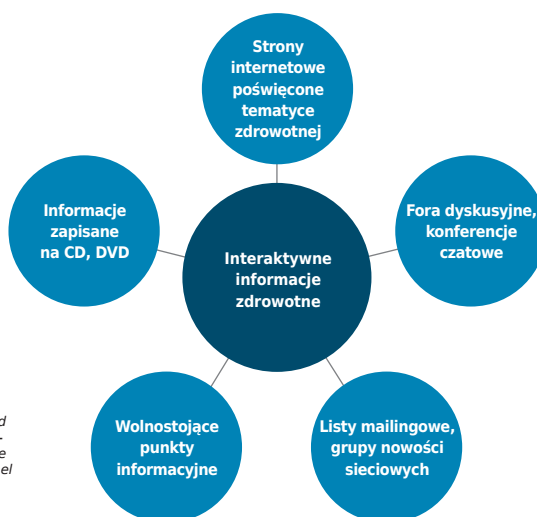 Strony
internetowe
poświęcone
tematyce
zdrowotnej
Informacje
zapisane
na CD, DVD
Interaktywne
informacje
zdrowotne
Fora dyskusyjne,
konferencje
czatowe
Wolnostojące
punkty
informacyjne
Listy mailingowe,
grupy nowości
sieciowych